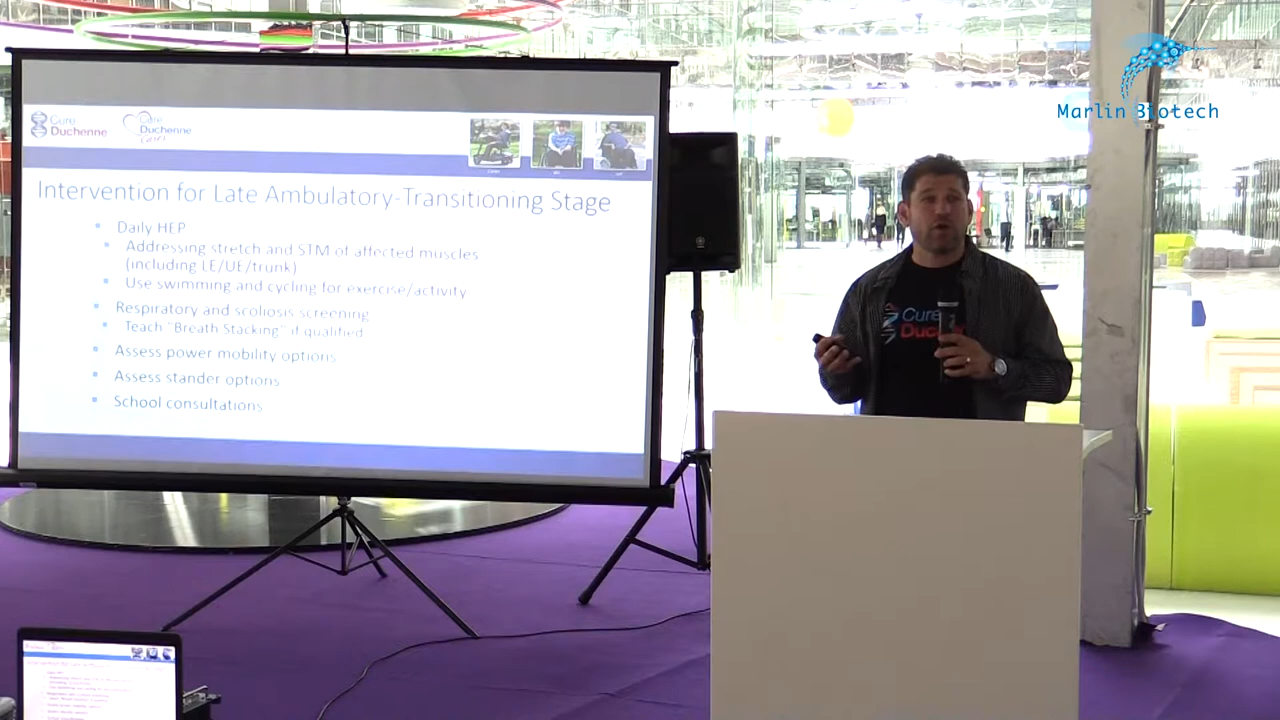 Marlin Biotech
Cure
Duchenne
Care
Duchenne
Intervention for Late Ambulatory-Transitioning Stage
Daily HEP
Addressing stretch and STM of affected muscles
(including LE/UE/trunk)
Use swimming and cycling for exercise/activity
Respiratory and scoliosis screening
Teach "Breath Stacking" if qualified
Assess power mobility options
Assess stander options
School consultations
Cure